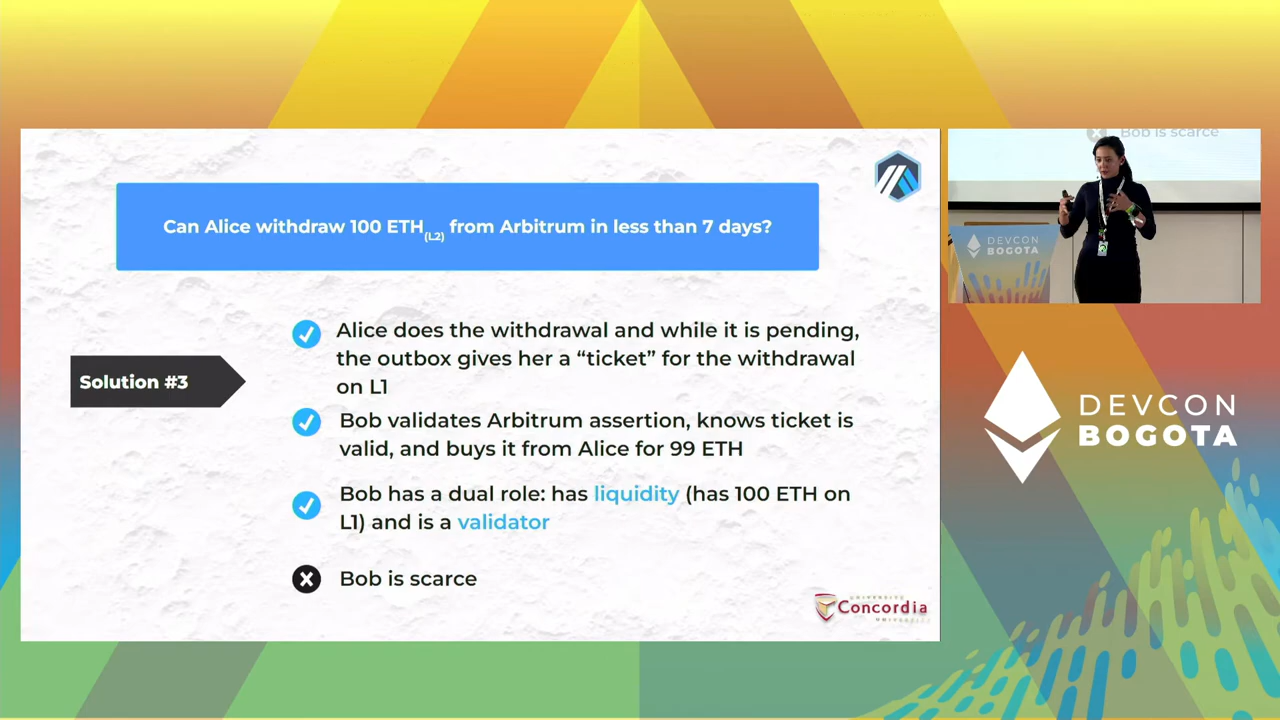 Can Alice withdraw 100 ETH(L2) from Arbitrum in less than 7 days?
Solution #3
Alice does the withdrawal and while it is pending,
the outbox gives her a “ticket” for the withdrawal
on L1
Bob validates Arbitrum assertion, knows ticket is
valid, and buys it from Alice for 99 ETH
Bob has a dual role: has liquidity (has 100 ETH on
L1) and is a validator
Bob is scarce
Concordia
Bob is scarce
DEVCON
BOGOTA
DEVCON
BOGOTA